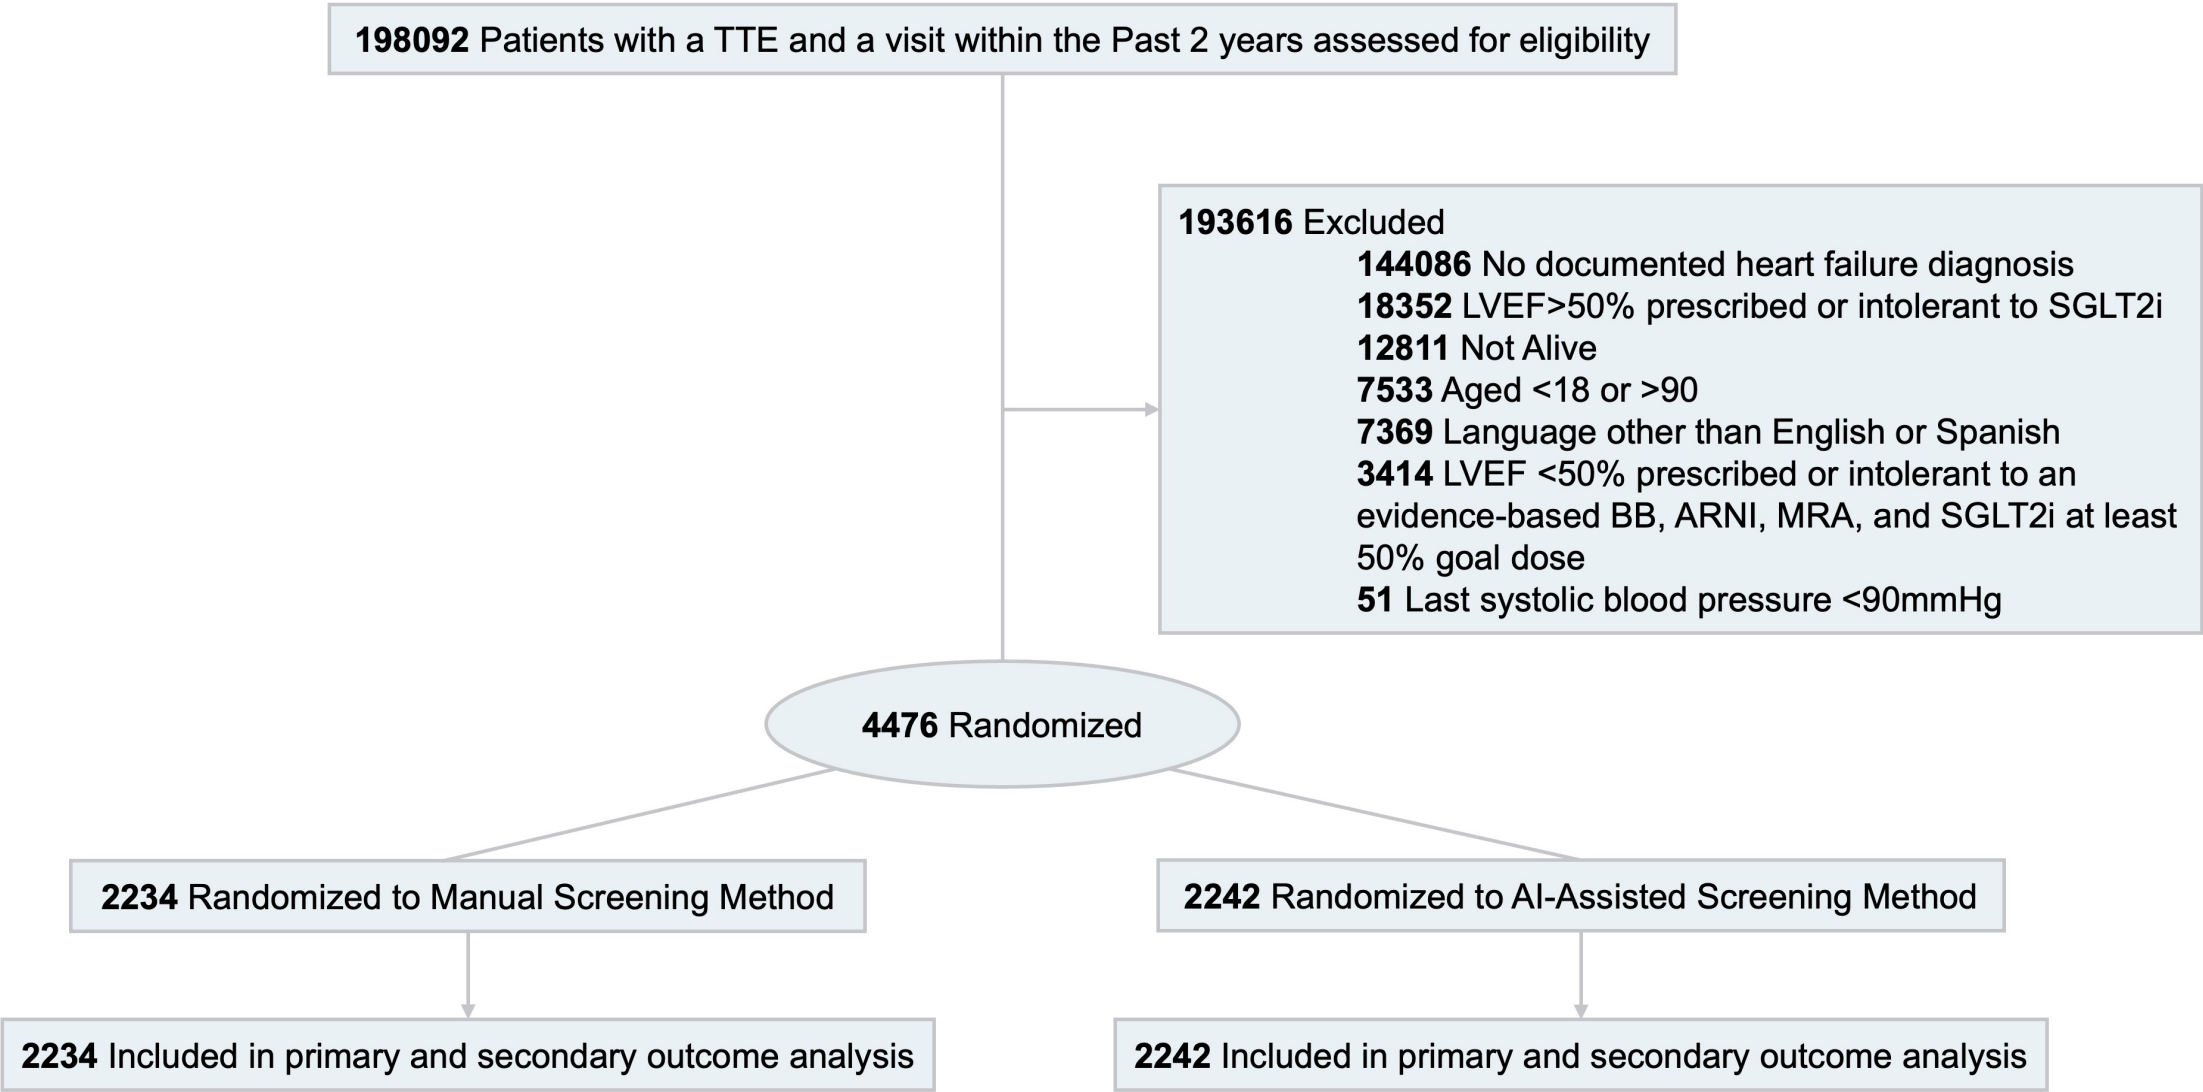 198092 Patients with a TTE and a visit within the Past 2 years assessed for eligibility
193616 Excluded
144086 No documented heart failure diagnosis
18352 LVEF>50% prescribed or intolerant to SGLT2i
12811 Not Alive
7533 Aged <18 or >90
7369 Language other than English or Spanish
3414 LVEF <50% prescribed or intolerant to an
evidence-based BB, ARNI, MRA, and SGLT2i at least
50% goal dose
51 Last systolic blood pressure <90mmHg
4476 Randomized
2234 Randomized to Manual Screening Method
2242 Randomized to AI-Assisted Screening Method
2234 Included in primary and secondary outcome analysis
2242 Included in primary and secondary outcome analysis